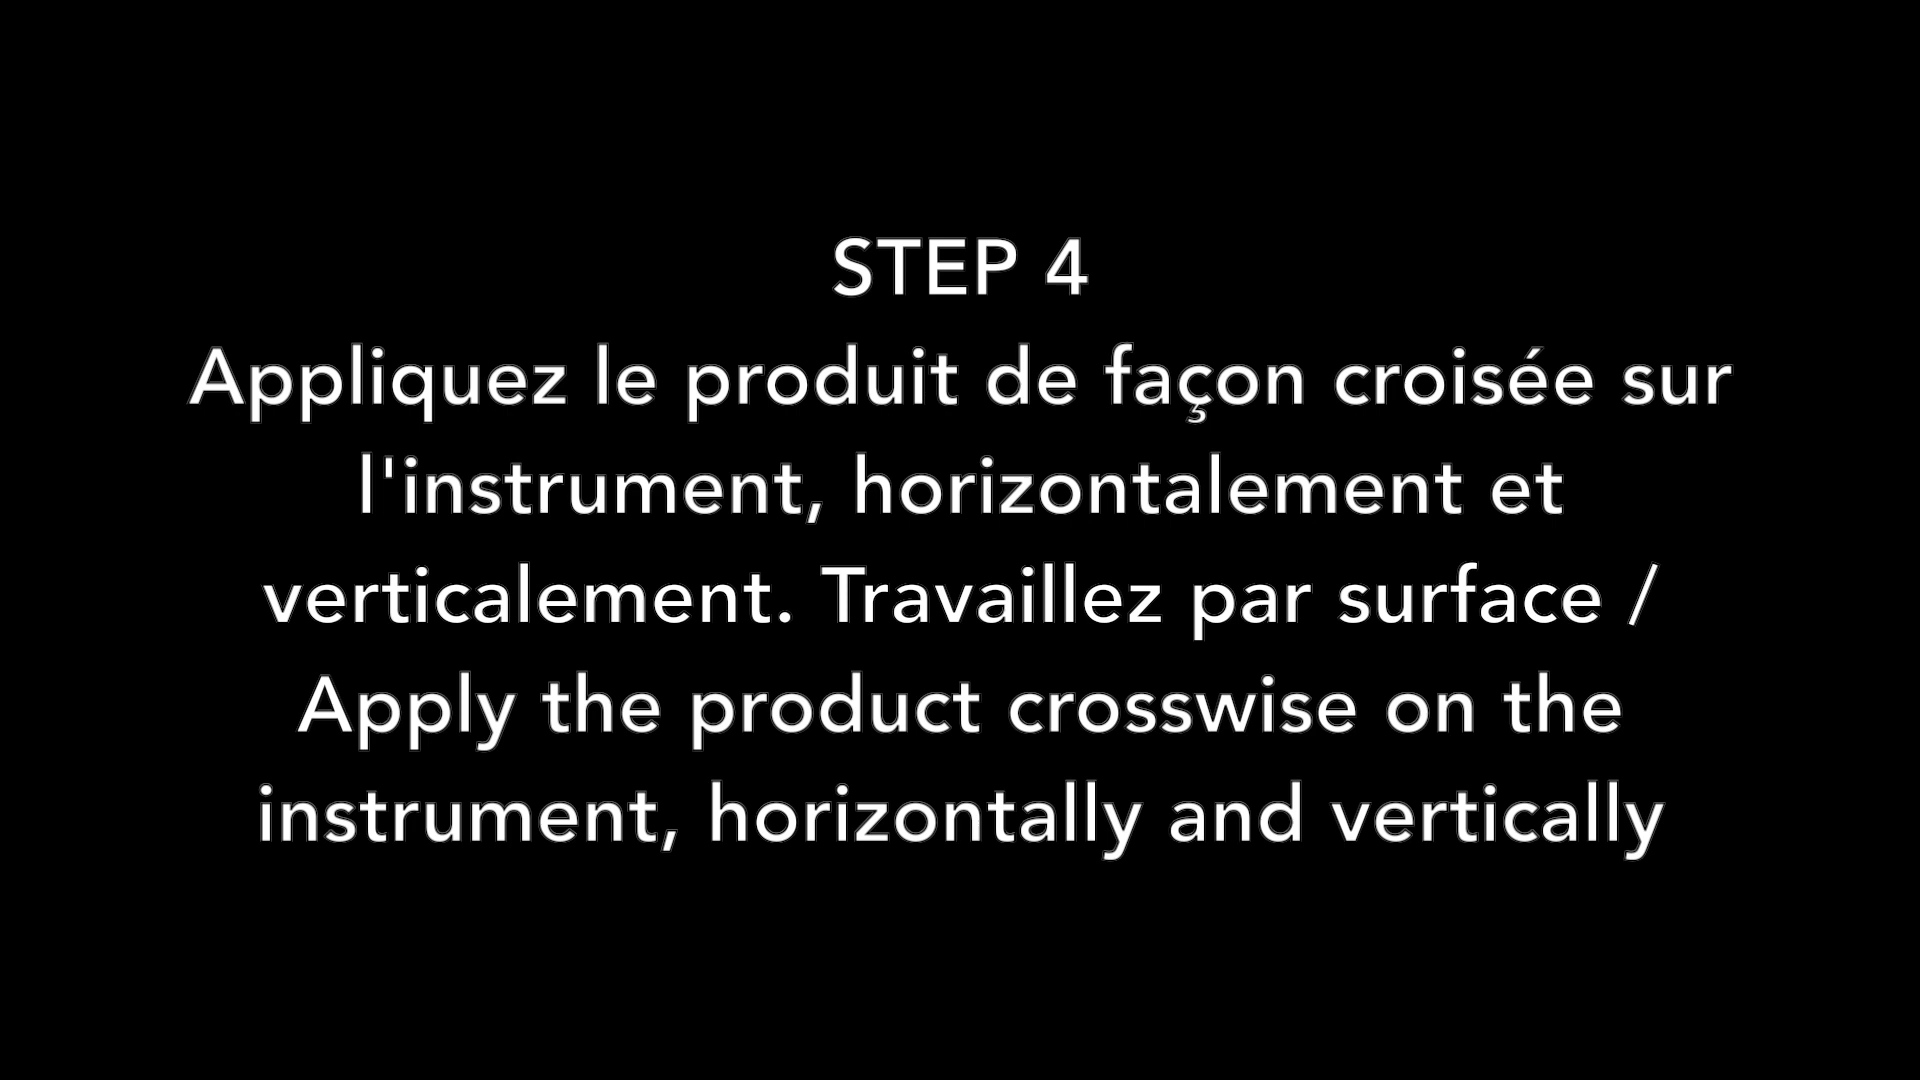 STEP 4
Appliquez le produit de façon croisée sur
l'instrument, horizontalement et
verticalement. Travaillez par surface /
Apply the product crosswise on the
instrument, horizontally and vertically